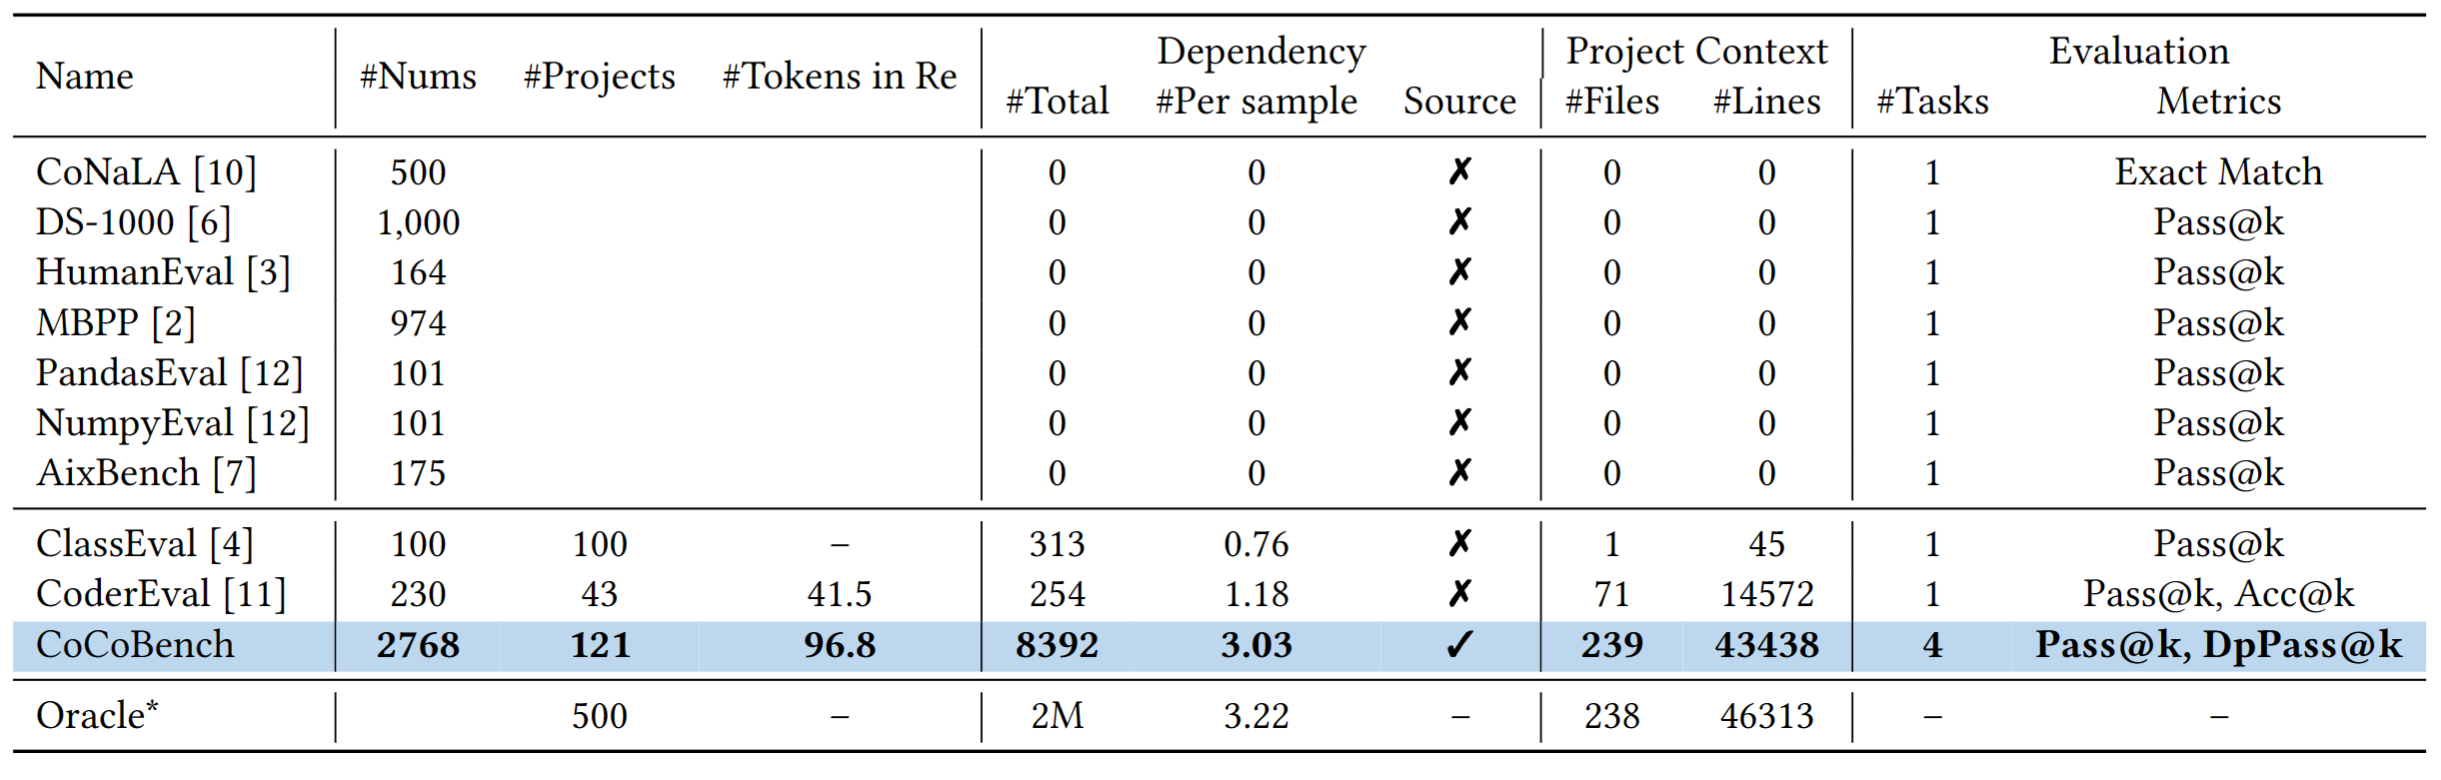 Name #Nums #Projects #Tokens in Re Dependency Project Context Evaluation
#Total #Per sample Source #Files #Lines #Tasks Metrics
CoNaLA [10] 500 0 0 ✗ 0 0 1 Exact Match
DS-1000 [6] 1,000 0 0 ✗ 0 0 1 Pass@k
HumanEval [3] 164 0 0 ✗ 0 0 1 Pass@k
MBPP [2] 974 0 0 ✗ 0 0 1 Pass@k
PandasEval [12] 101 0 0 ✗ 0 0 1 Pass@k
NumpyEval [12] 101 0 0 ✗ 0 0 1 Pass@k
AixBench [7] 175 0 0 ✗ 0 0 1 Pass@k
ClassEval [4] 100 100 – 313 0.76 ✗ 1 45 1 Pass@k
CoderEval [11] 230 43 41.5 254 1.18 ✗ 71 14572 1 Pass@k, Acc@k
CoCoBench 2768 121 96.8 8392 3.03 ✓ 239 43438 4 Pass@k, DpPass@k
Oracle* 500 – 2M 3.22 – 238 46313 – –